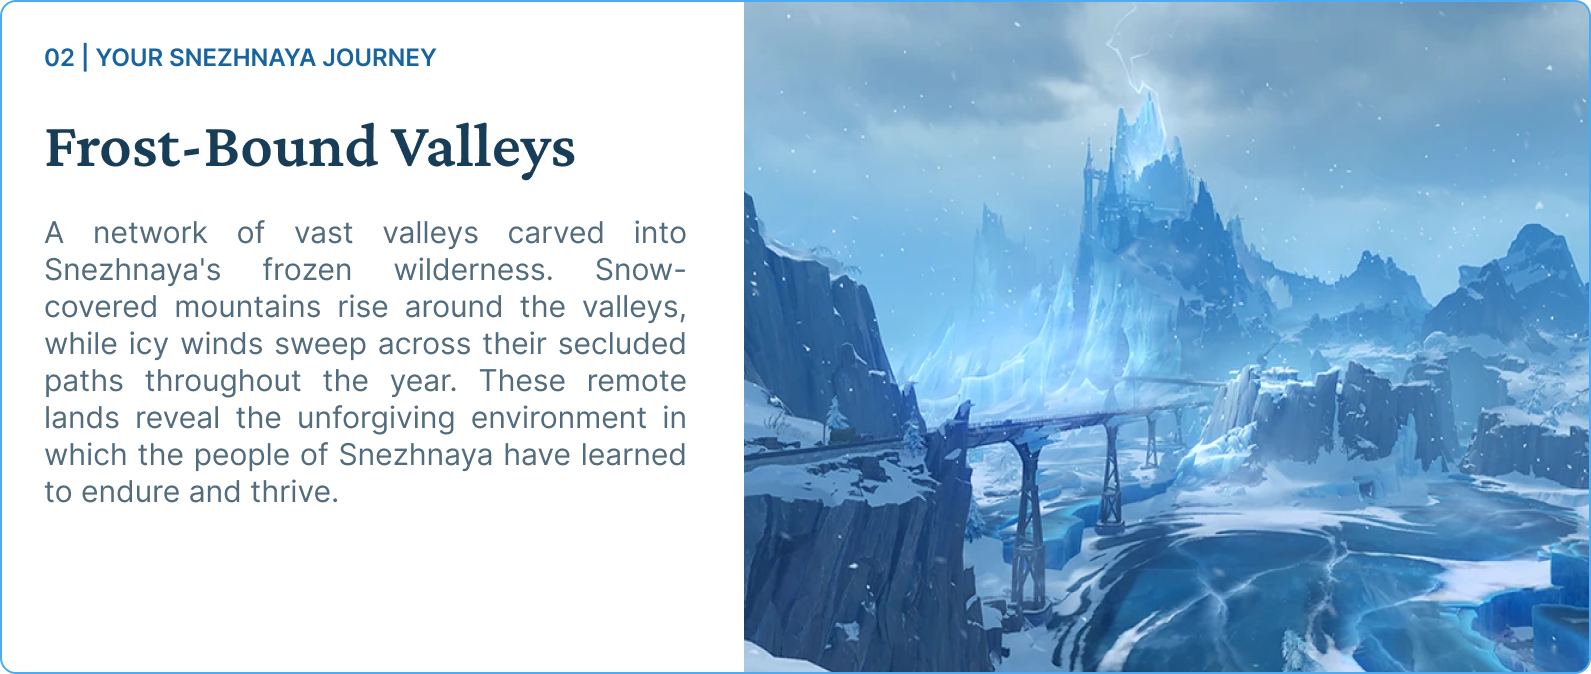 02 | YOUR SNEZHNAYA JOURNEY
Frost-Bound Valleys
A network of vast valleys carved into
Snezhnaya's frozen wilderness. Snow-
covered mountains rise around the valleys,
while icy winds sweep across their secluded
paths throughout the year. These remote
lands reveal the unforgiving environment in
which the people of Snezhnaya have learned
to endure and thrive.